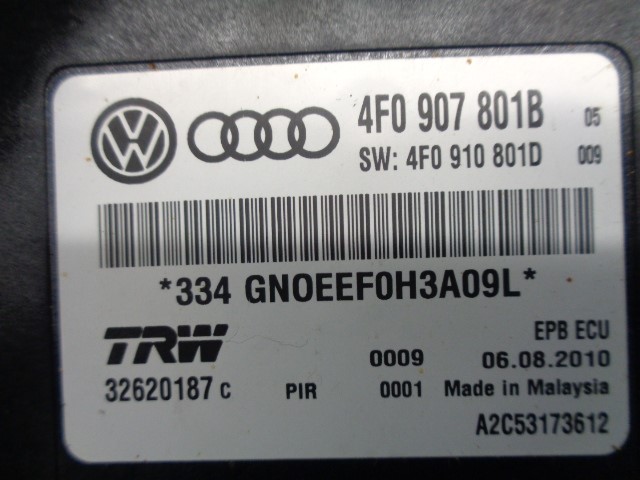 4F0 907 801B 05
SW: 4F0 910 801D 009
*334 GNOEEF0H3A09L*
TRW EPB ECU
0009 06.08.2010
32620187 C PIR 0001 Made in Malaysia
A2C53173612